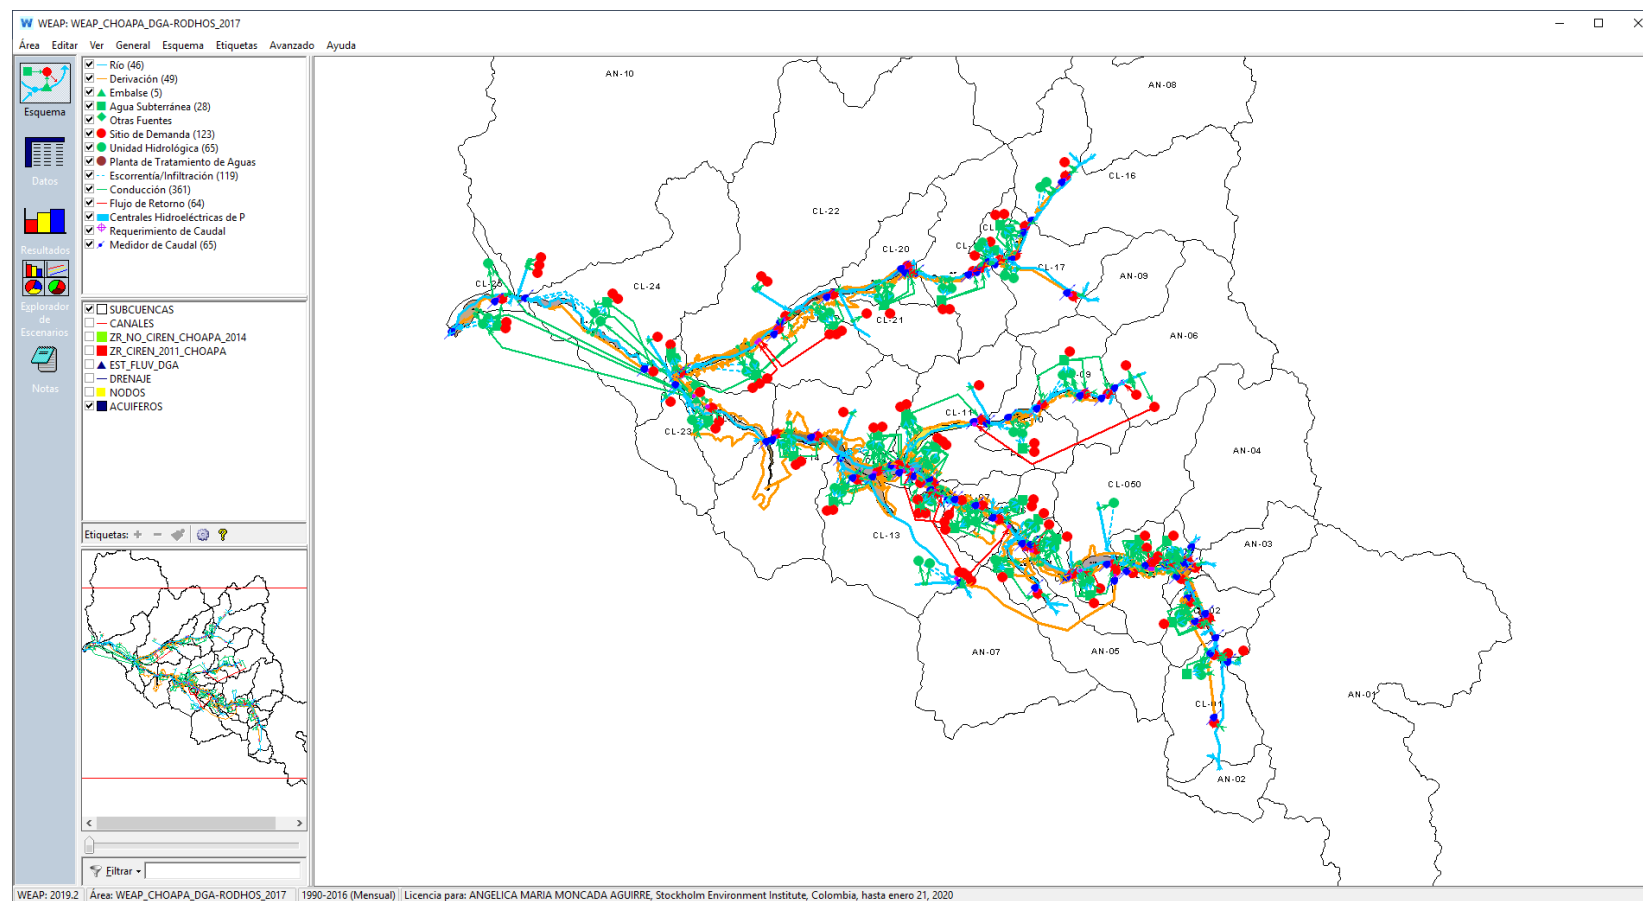 WEAP: WEAP_CHOAPA_DGA-RODHOS_2017
Área Editar Ver General Esquema Etiquetas Avanzado Ayuda
Esquema
Datos
Resultados
Explorador
de
Escenarios
Notas
Río (46)
Derivación (49)
Embalse (5)
Agua Subterránea (28)
Otras Fuentes
Sitio de Demanda (123)
Unidad Hidrológica (65)
Planta de Tratamiento de Aguas
Escorrentía/Infiltración (119)
Conducción (361)
Flujo de Retorno (64)
Centrales Hidroeléctricas de P
Requerimiento de Caudal
Medidor de Caudal (65)
SUBCUENCAS
CANALES
ZR_NO_CIREN_CHOAPA_2014
ZR_CIREN_2011_CHOAPA
EST_FLUV_DGA
DRENAJE
NODOS
ACUIFEROS
Etiquetas:
Filtrar
AN-10
AN-08
CL-16
CL-22
CL-20
CL-17
AN-09
CL-24
CL-21
AN-06
CL-11
CL-23
AN-04
CL-050
CL-13
AN-03
AN-07
AN-05
AN-01
CL-01
AN-02
WEAP: 2019.2 Área: WEAP_CHOAPA_DGA-RODHOS_2017 1990-2016 (Mensual) Licencia para: ANGELICA MARIA MONCADA AGUIRRE, Stockholm Environment Institute, Colombia, hasta enero 21, 2020